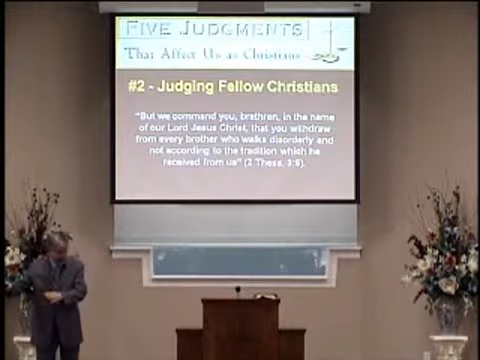 FIVE JUDGMENTS
That Affect Us as Christians
#2 - Judging Fellow Christians
"But we command you, brethren, in the name
of our Lord Jesus Christ, that you withdraw
from every brother who walks disorderly and
not according to the tradition which he
received from us" (2 Thess. 3:6).